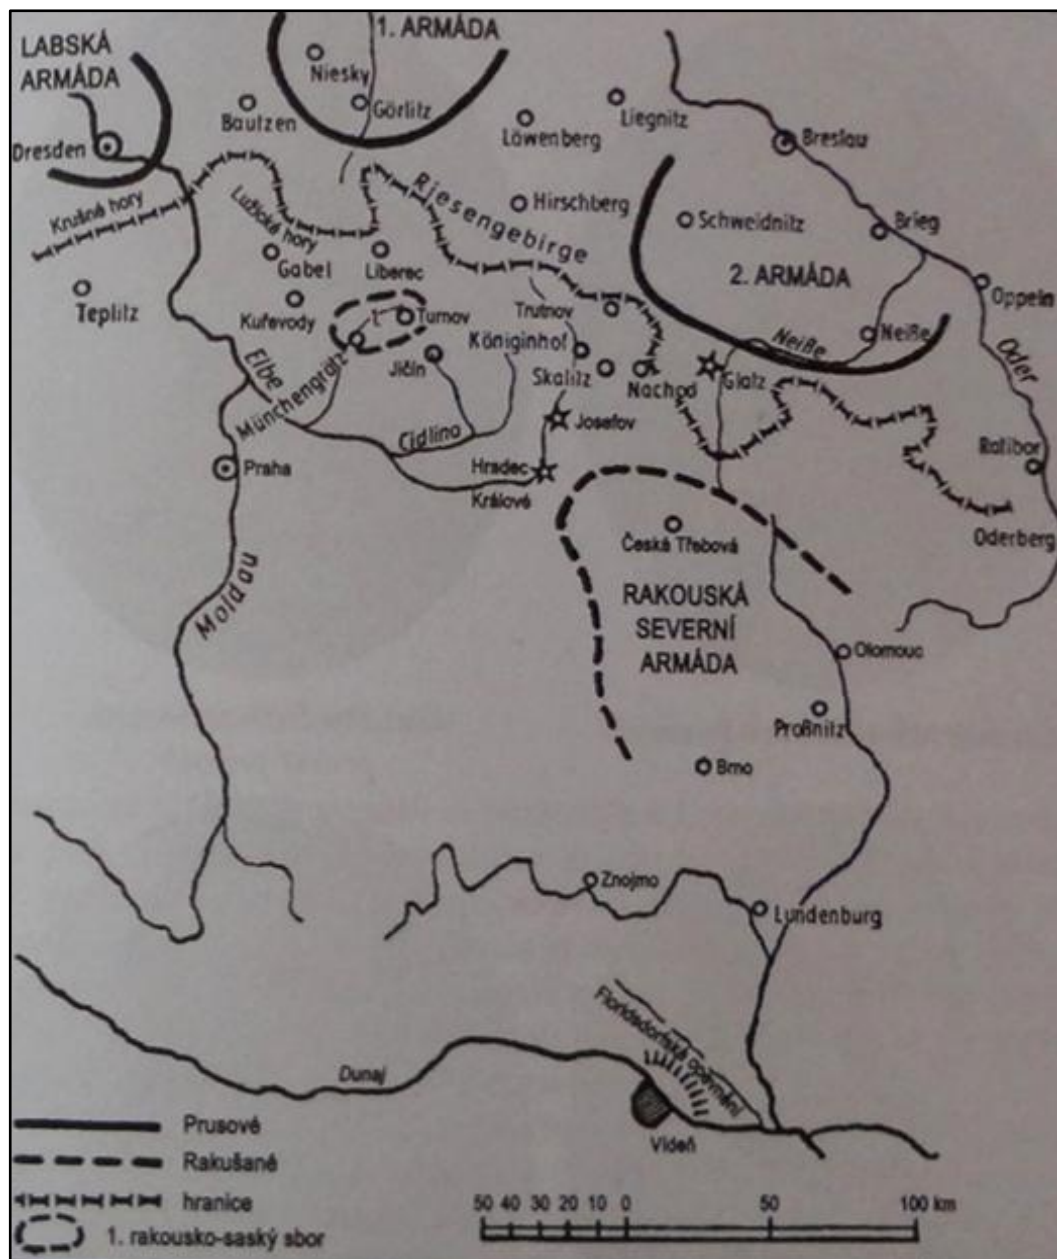 LABSKÁ
ARMÁDA
1. ARMÁDA
Niesky
Görlitz
Bautzen
Dresden
Löwenberg
Liegnitz
Breslau
Krušné hory
Lužické hory
Riesengebirge
Hirschberg
Schweidnitz
Brieg
2. ARMÁDA
Gabel
Liberec
Teplitz
Kuřevody
Turnov
Trutnov
Oppeln
Neiße
Neiße
Oder
Elbe
Münchengrätz
Jičín
Königinhof
Skalitz
Nachod
Glatz
Cidlina
Josefov
Praha
Hradec
Králové
Ratibor
Oderberg
Česká Třebová
Moldau
RAKOUSKÁ
SEVERNÍ
ARMÁDA
Olomouc
Proßnitz
Brno
Znojmo
Lundenburg
Floridsdorfská opevnění
Dunaj
Vídeň
Prusové
Rakušané
hranice
1. rakousko-saský sbor
50 40 30 20 10 0 50 100 km